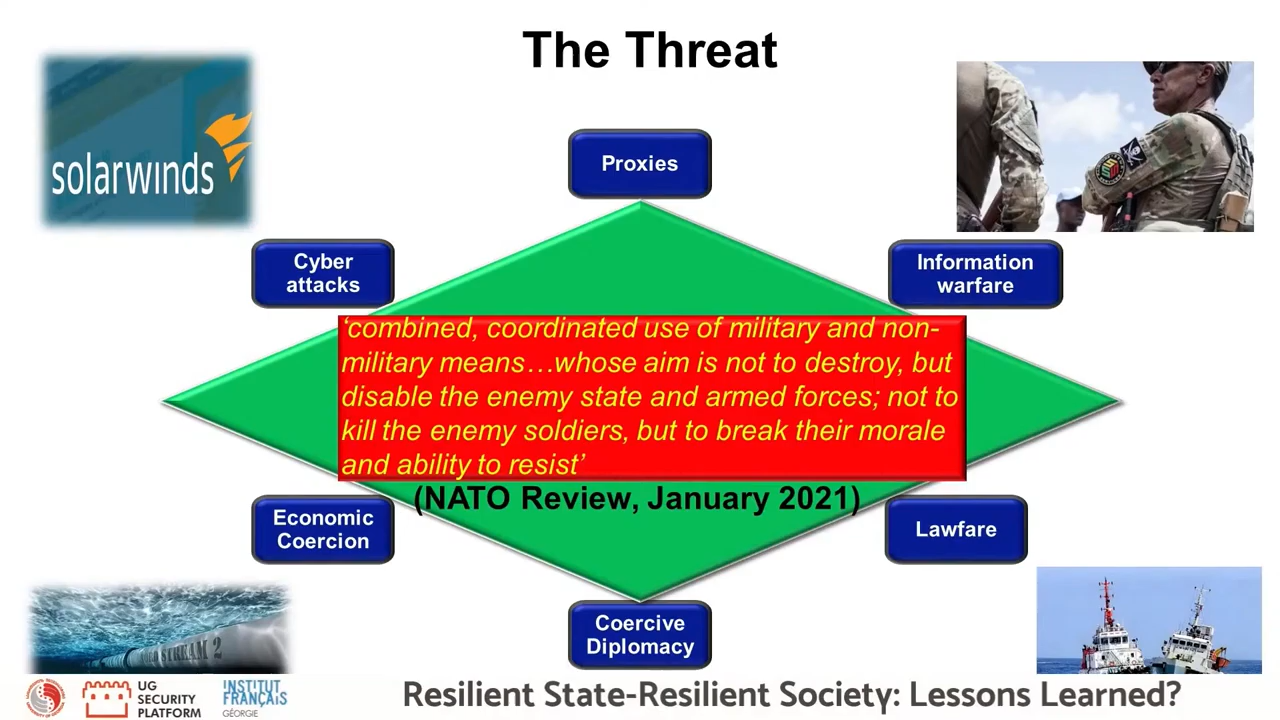 The Threat
solarwinds
Proxies
Cyber
attacks
Information
warfare
‘combined, coordinated use of military and non-
military means…whose aim is not to destroy, but
disable the enemy state and armed forces; not to
kill the enemy soldiers, but to break their morale
and ability to resist’
(NATO Review, January 2021)
Economic
Coercion
Lawfare
Coercive
Diplomacy
NORD STREAM 2
UG
SECURITY
PLATFORM
INSTITUT
FRANÇAIS
GÉORGIE
Resilient State-Resilient Society: Lessons Learned?